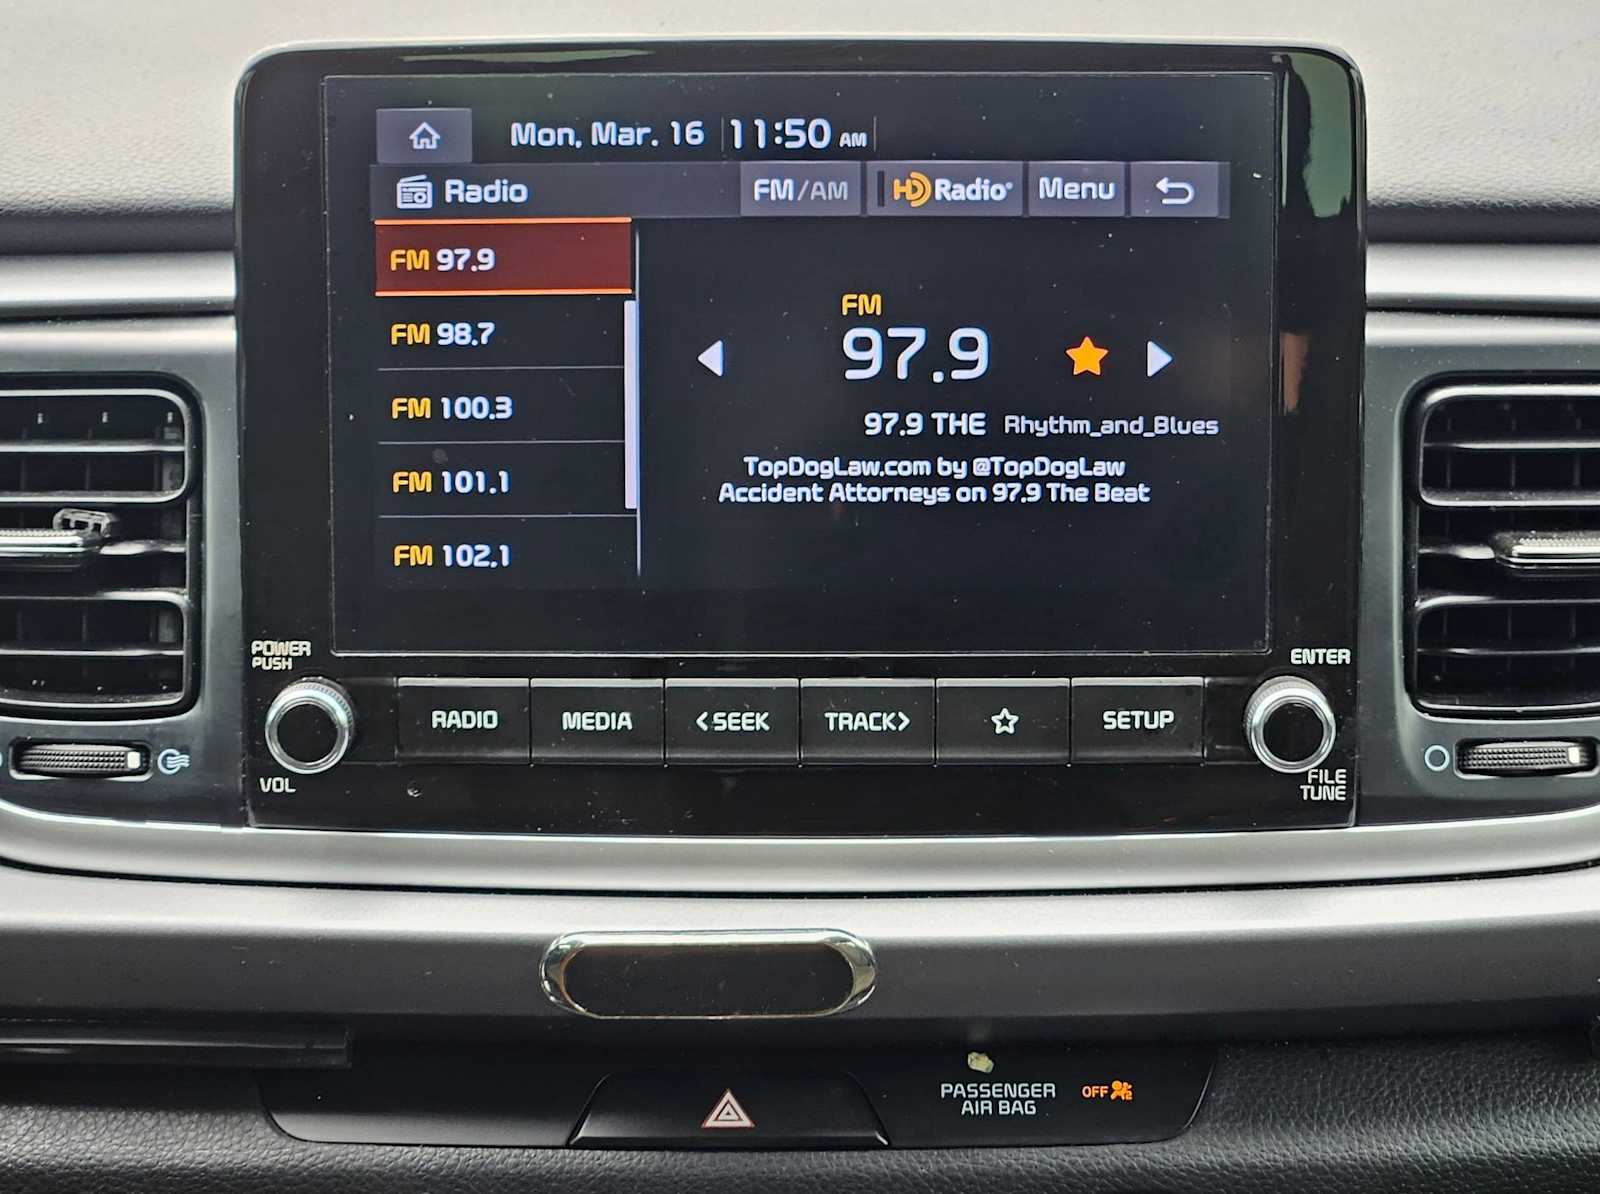 Mon, Mar. 16 11:50 AM
Radio FM/AM HD Radio® Menu
FM 97.9
FM 98.7
FM 100.3
FM 101.1
FM 102.1
FM
97.9
97.9 THE Rhythm_and_Blues
TopDogLaw.com by @TopDogLaw
Accident Attorneys on 97.9 The Beat
POWER
PUSH
VOL
RADIO MEDIA <SEEK TRACK> SETUP
ENTER
FILE
TUNE
PASSENGER
AIR BAG
OFF 2